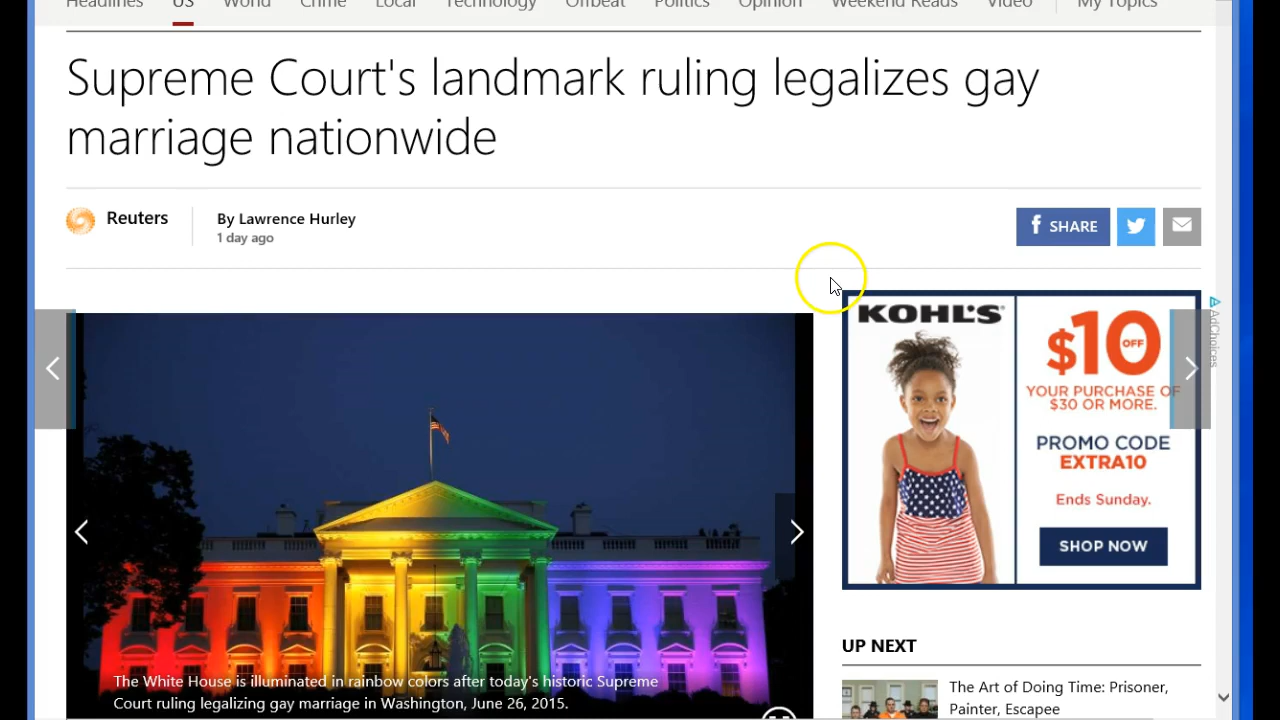 Headlines US World Crime Local Technology Offbeat Politics Opinion Weekend Reads Video My Topics
Supreme Court's landmark ruling legalizes gay
marriage nationwide
Reuters
By Lawrence Hurley
1 day ago
f SHARE
KOHL'S
$10 OFF
YOUR PURCHASE OF
$30 OR MORE.
PROMO CODE
EXTRA10
Ends Sunday.
SHOP NOW
AdChoices
The White House is illuminated in rainbow colors after today's historic Supreme
Court ruling legalizing gay marriage in Washington, June 26, 2015.
UP NEXT
The Art of Doing Time: Prisoner,
Painter, Escapee